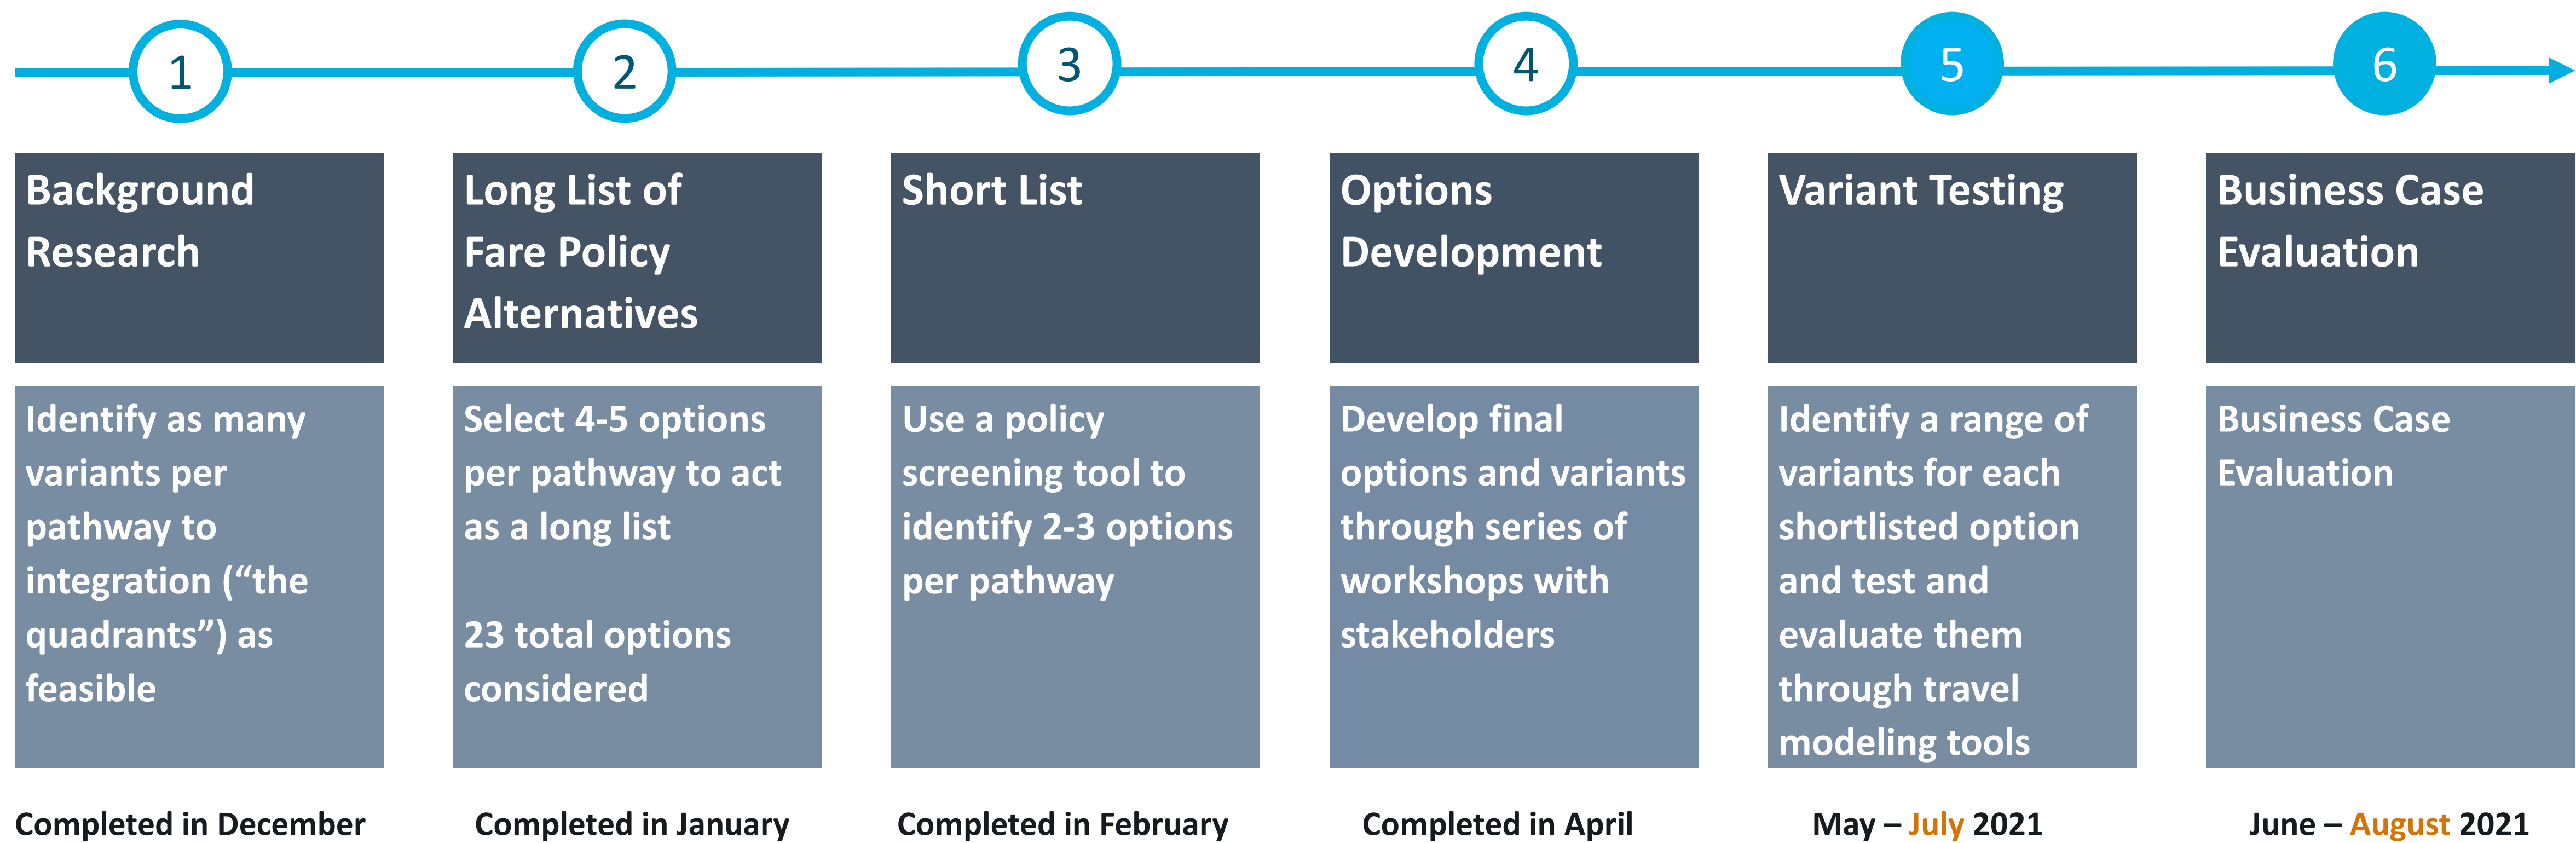 1
2
3
4
5
6
Background
Research
Long List of
Fare Policy
Alternatives
Short List
Options
Development
Variant Testing
Business Case
Evaluation
Identify as many
variants per
pathway to
integration (“the
quadrants”) as
feasible
Select 4-5 options
per pathway to act
as a long list
23 total options
considered
Use a policy
screening tool to
identify 2-3 options
per pathway
Develop final
options and variants
through series of
workshops with
stakeholders
Identify a range of
variants for each
shortlisted option
and test and
evaluate them
through travel
modeling tools
Business Case
Evaluation
Completed in December
Completed in January
Completed in February
Completed in April
May – July 2021
June – August 2021